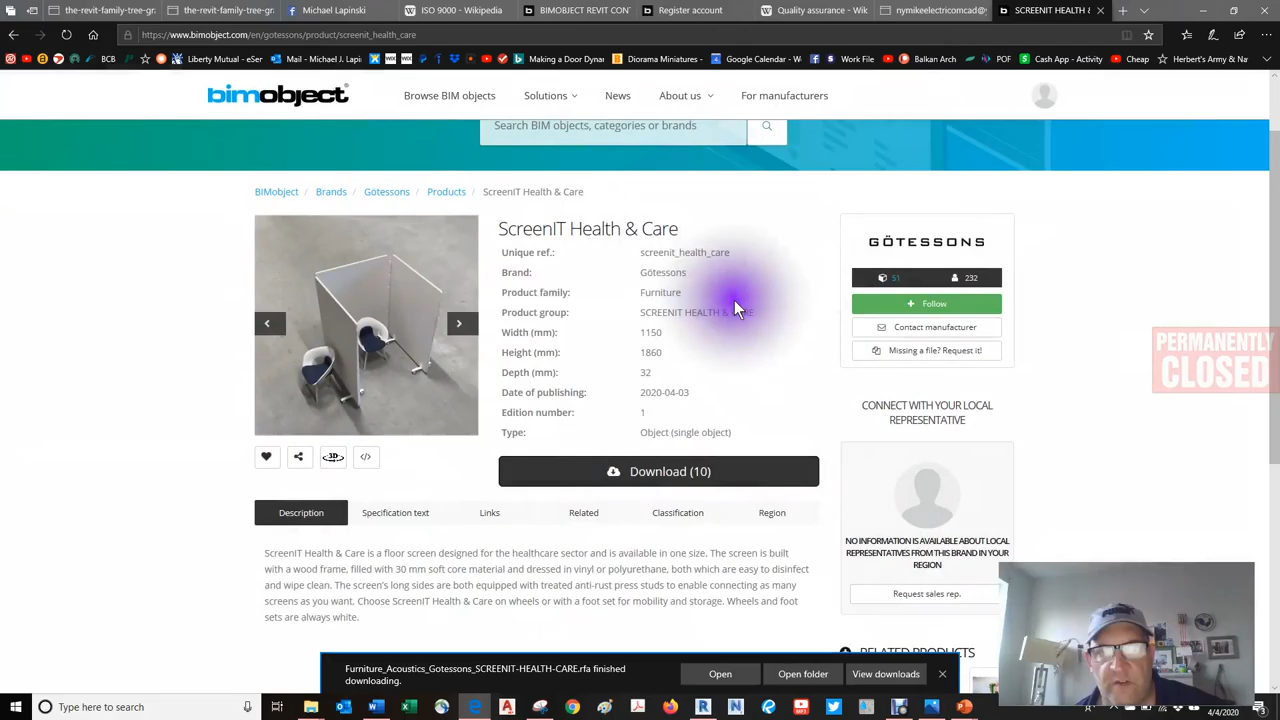 the-revit-family-tree-gr
the-revit-family-tree-gr
Michael F Lapin
ISO 9000 - Wikipedia
BIMOBJECT REVIT CON
Register account
Quality assurance - Wik
nymikeelectricomcad@
SCREENIT HEALTH &
https://www.bimobject.com/en/gotessons/product/screenit_health_care
BCB
Liberty Mutual - eSer
Mail - Michael J. Lapin
Making a Door Dyna
Diorama Miniatures
Google Calendar - W
Work File
Balkan Arch
POF
Cash App - Activity
Herbert's Army & Na
bimobject
Browse BIM objects
Solutions
News
About us
For manufacturers
Search BIM objects, categories or brands
BIMobject / Brands / Götessons / Products / ScreenIT Health & Care
ScreenIT Health & Care
Unique ref.: screenit_health_care
Brand: Götessons
Product family: Furniture
Product group: SCREENIT HEALTH & CARE
Width (mm): 1150
Height (mm): 1860
Depth (mm): 32
Date of publishing: 2020-04-03
Edition number: 1
Type: Object (single object)
3D
Download (10)
GÖTESSONS
51 232
Follow
Contact manufacturer
Missing a file? Request it!
PERMANENTLY
CLOSED
CONNECT WITH YOUR LOCAL
REPRESENTATIVE
NO INFORMATION IS AVAILABLE ABOUT LOCAL
REPRESENTATIVES FROM THIS BRAND IN YOUR
REGION
Request sales rep.
RELATED PRODUCTS
Description
Specification text
Links
Related
Classification
Region
ScreenIT Health & Care is a floor screen designed for the healthcare sector and is available in one size. The screen is built
with a wood frame, filled with 30 mm soft core material and dressed in vinyl or polyurethane, both which are easy to disinfect
and wipe clean. The screen's long sides are both equipped with treated anti-rust press studs to enable connecting as many
screens as you want. Choose ScreenIT Health & Care on wheels or with a foot set for mobility and storage. Wheels and foot
sets are always white.
Furniture_Acoustics_Gotessons_SCREENIT-HEALTH-CARE.rfa finished
downloading.
Open
Open folder
View downloads
Type here to search
4/4/2020